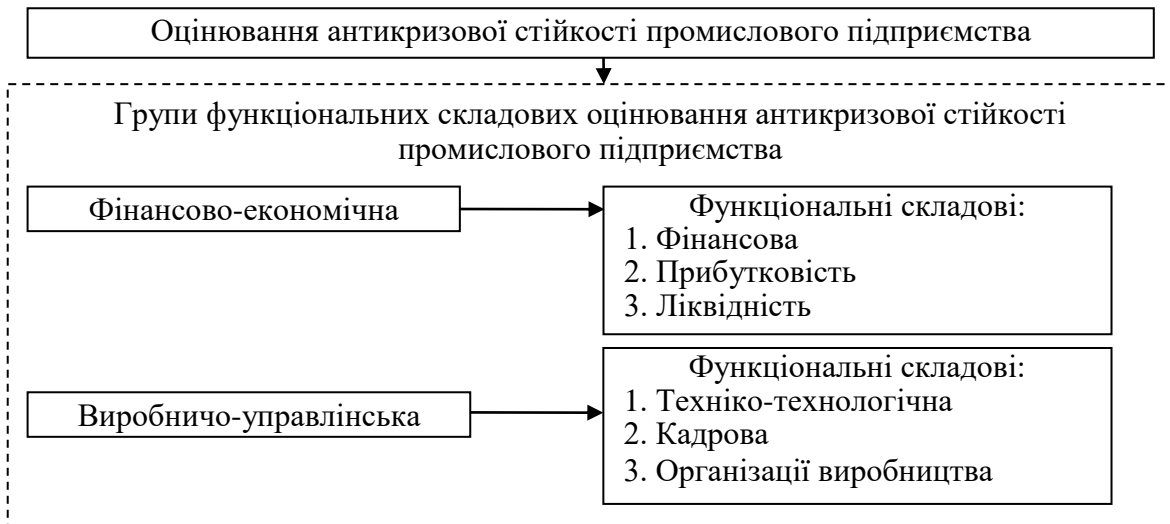 Оцінювання антикризової стійкості промислового підприємства
Групи функціональних складових оцінювання антикризової стійкості
промислового підприємства
Фінансово-економічна
Функціональні складові:
1. Фінансова
2. Прибутковість
3. Ліквідність
Виробничо-управлінська
Функціональні складові:
1. Техніко-технологічна
2. Кадрова
3. Організації виробництва